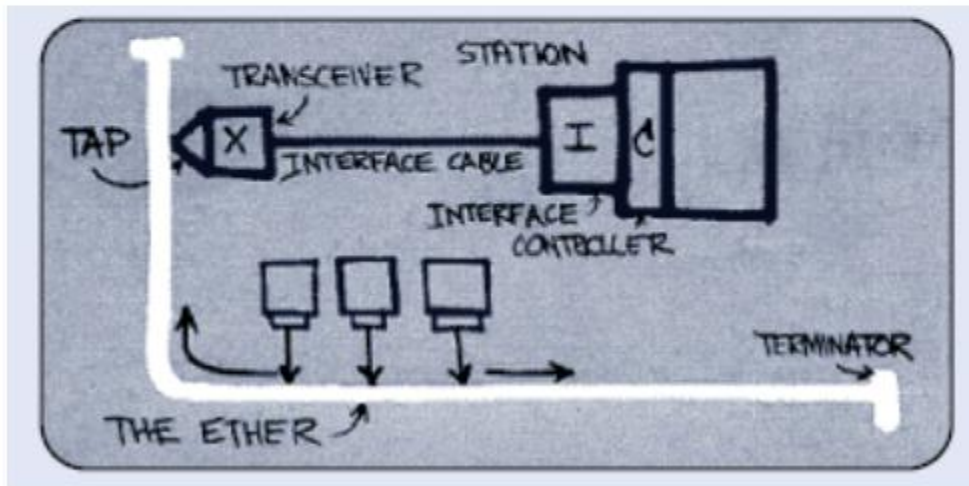 STATION
TRANSCEIVER
TAP
X
I
C
INTERFACE CABLE
INTERFACE
CONTROLLER
TERMINATOR
THE ETHER